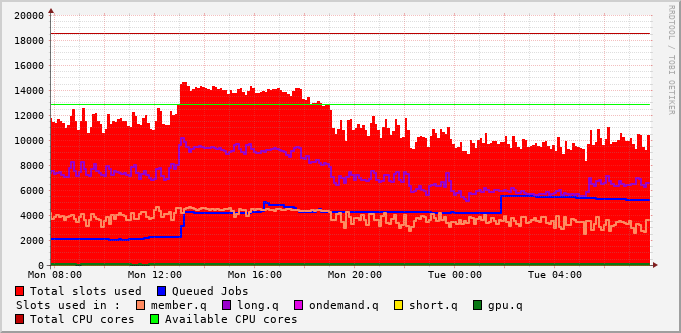 20000
18000
16000
14000
12000
10000
8000
6000
4000
2000
0
Mon 08:00 Mon 12:00 Mon 16:00 Mon 20:00 Tue 00:00 Tue 04:00
RRDTOOL / TOBI OETIKER
Total slots used Queued Jobs
Slots used in : member.q long.q ondemand.q short.q gpu.q
Total CPU cores Available CPU cores